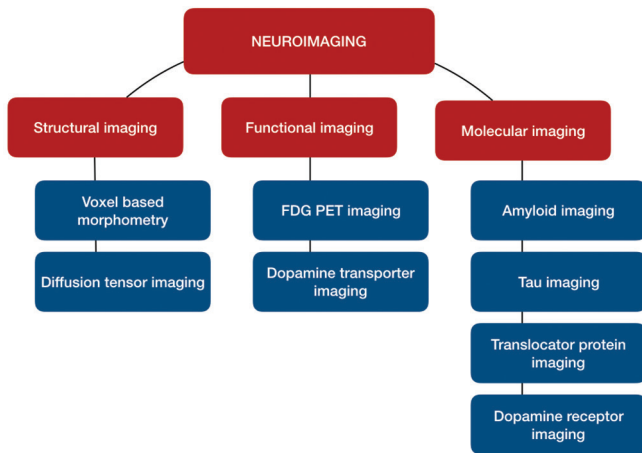 NEUROIMAGING
Structural imaging
Functional imaging
Molecular imaging
Voxel based
morphometry
FDG PET imaging
Amyloid imaging
Diffusion tensor imaging
Dopamine transporter
imaging
Tau imaging
Translocator protein
imaging
Dopamine receptor
imaging